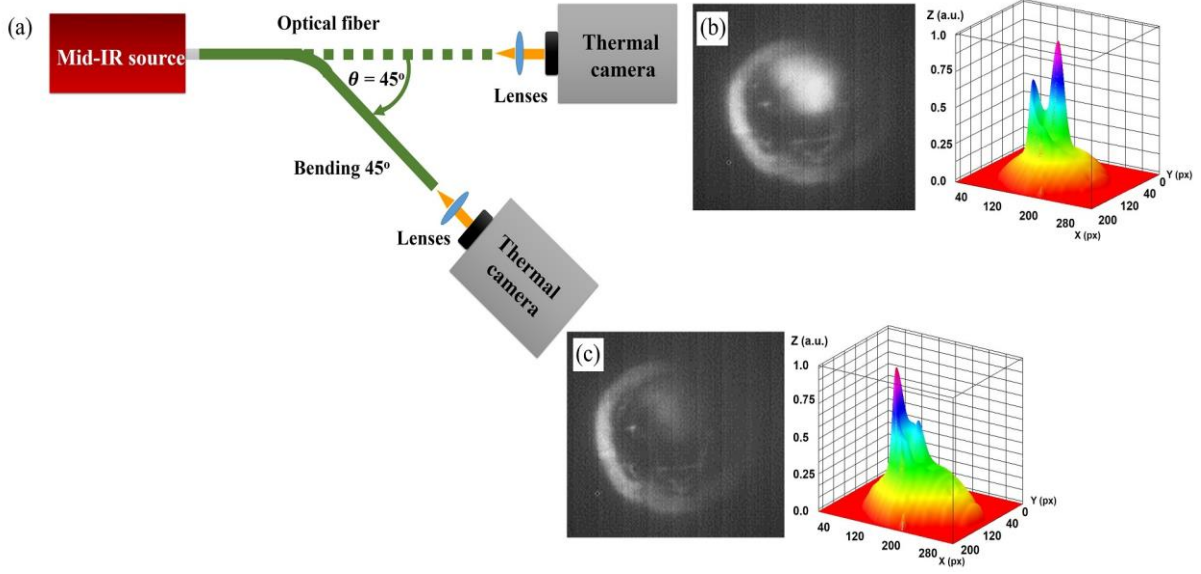 (a)
Mid-IR source
Optical fiber
θ = 45°
Lenses
Thermal
camera
Bending 45°
Lenses
Thermal
camera
(b)
Z (a.u.)
1.0
0.75
0.5
0.25
0.0
40
120
200
280
X (px)
200
120
40
0
Y (px)
(c)
Z (a.u.)
1.0
0.75
0.5
0.25
0.0
40
120
200
280
X (px)
200
120
40
0
Y (px)